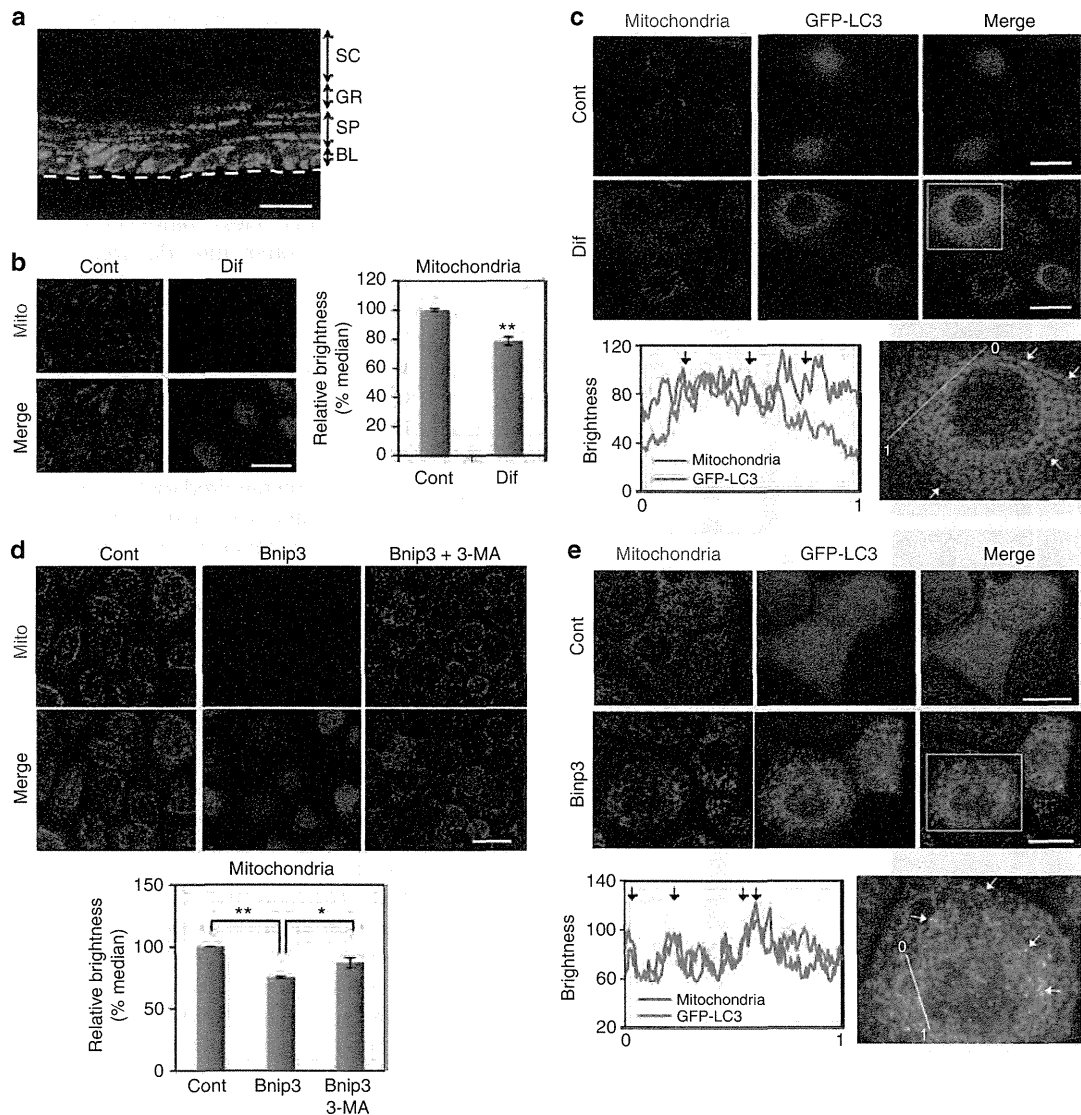 a
SC
GR
SP
BL
b
Cont Dif
Mito
Merge
Mitochondria
Relative brightness
(% median)
120
100
80
60
40
20
0
**
Cont Dif
c
Mitochondria GFP-LC3 Merge
Cont
Dif
Brightness
120
80
40
0
Mitochondria
GFP-LC3
0 1
0
1
d
Cont Bnip3 Bnip3 + 3-MA
Mito
Merge
Mitochondria
Relative brightness
(% median)
150
100
50
0
** *
Cont Bnip3 Bnip3
3-MA
e
Mitochondria GFP-LC3 Merge
Cont
Binp3
Brightness
140
100
60
20
Mitochondria
GFP-LC3
0 1
0
1